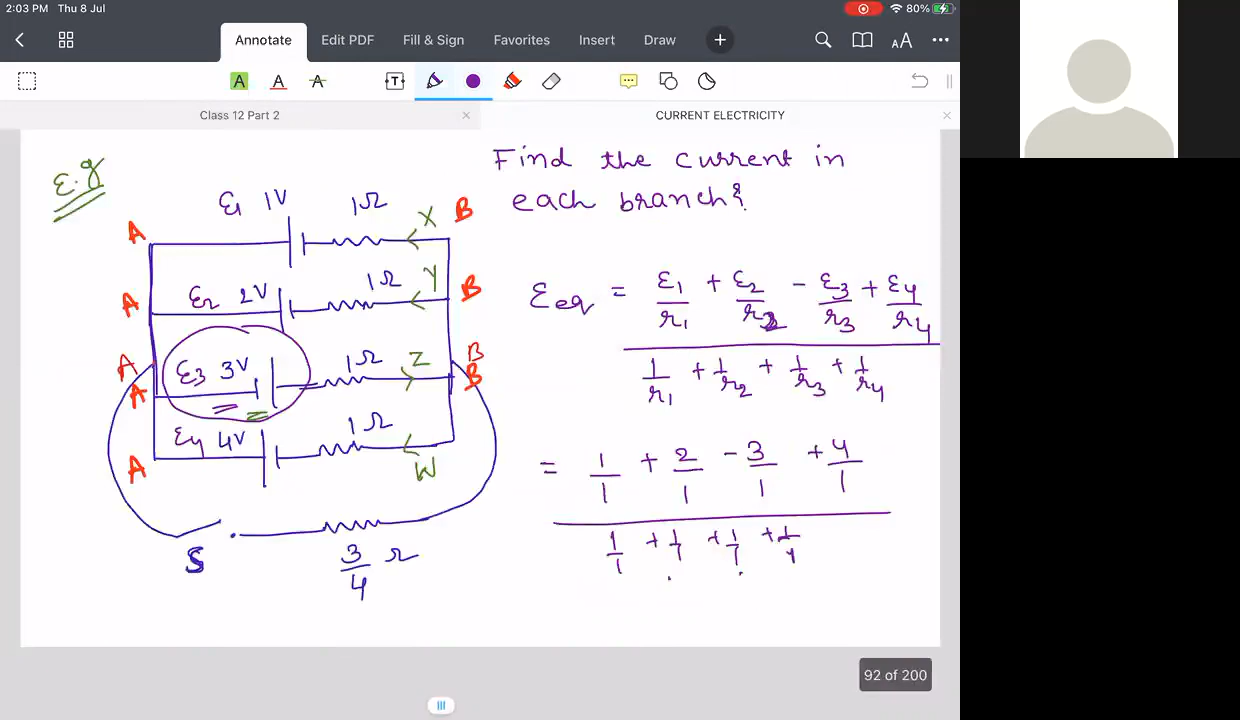 2:03 PM Thu 8 Jul
80%
Annotate Edit PDF Fill & Sign Favorites Insert Draw
Class 12 Part 2
CURRENT ELECTRICITY
E.g
Find the current in
each branch?
ε1 1V 1Ω X
A B
ε2 2V 1Ω Y
A B
A B
ε3 3V 1Ω Z
A B
ε4 4V 1Ω W
A
S 3/4 Ω
εeq = (ε1/r1 + ε2/r2 - ε3/r3 + ε4/r4) / (1/r1 + 1/r2 + 1/r3 + 1/r4)
= (1/1 + 2/1 - 3/1 + 4/1) / (1/1 + 1/1 + 1/1 + 1/1)
92 of 200